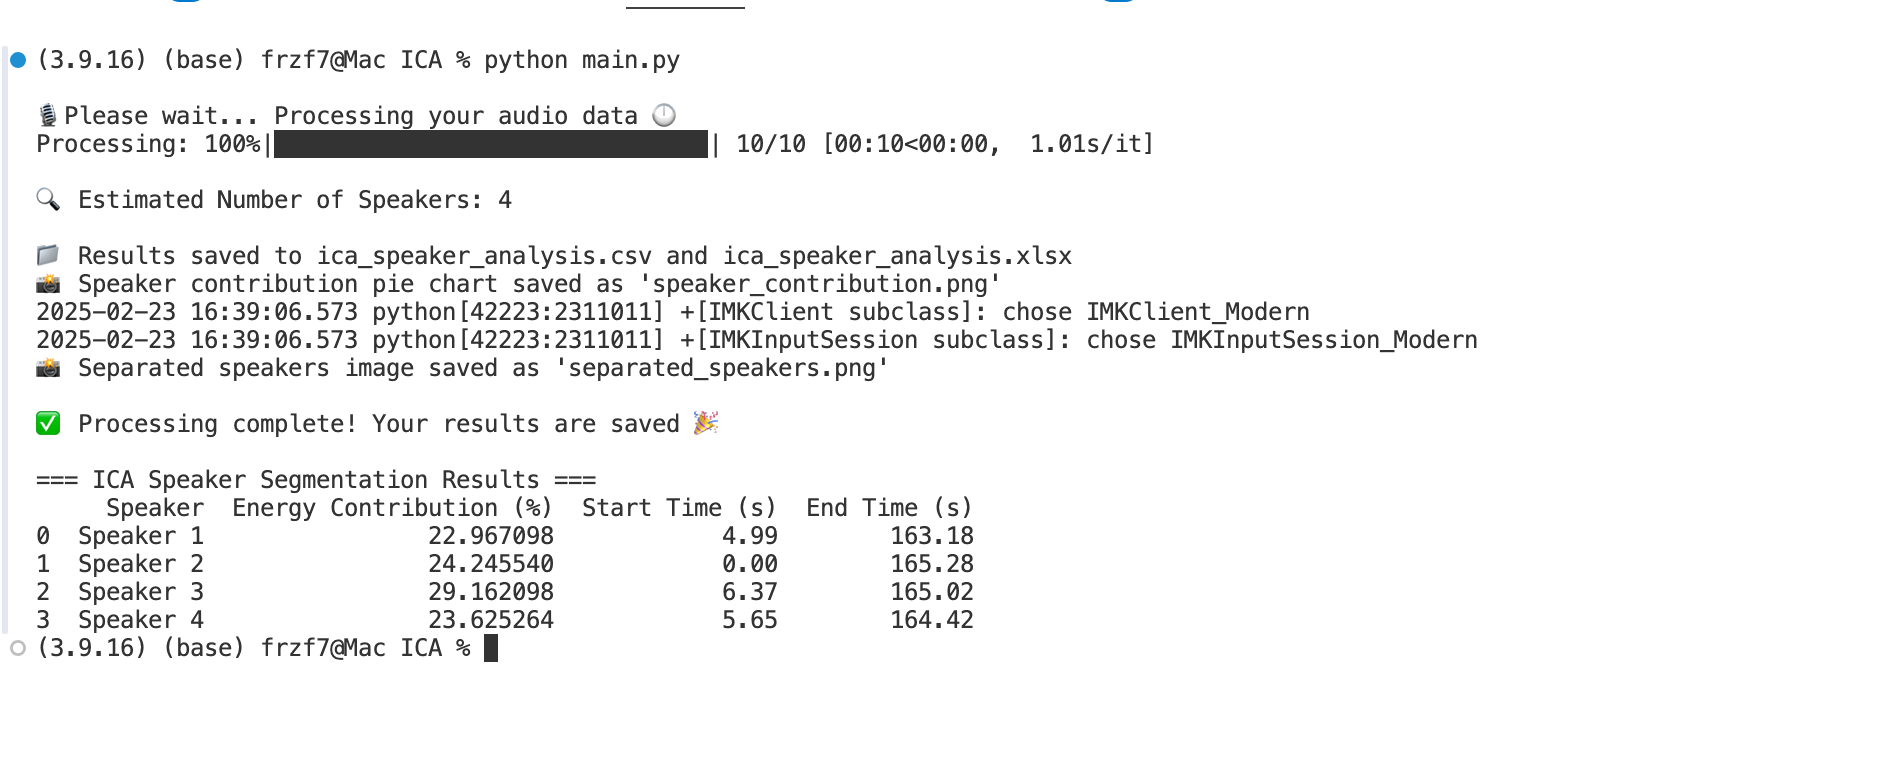 (3.9.16) (base) frzf7@Mac ICA % python main.py
🎙️Please wait... Processing your audio data ⏱️
Processing: 100%|██████████| 10/10 [00:10<00:00,  1.01s/it]
🔍 Estimated Number of Speakers: 4
📁 Results saved to ica_speaker_analysis.csv and ica_speaker_analysis.xlsx
📸 Speaker contribution pie chart saved as 'speaker_contribution.png'
2025-02-23 16:39:06.573 python[42223:2311011] +[IMKClient subclass]: chose IMKClient_Modern
2025-02-23 16:39:06.573 python[42223:2311011] +[IMKInputSession subclass]: chose IMKInputSession_Modern
📸 Separated speakers image saved as 'separated_speakers.png'
✅ Processing complete! Your results are saved 🎉
=== ICA Speaker Segmentation Results ===
     Speaker  Energy Contribution (%)  Start Time (s)  End Time (s)
0  Speaker 1                22.967098            4.99        163.18
1  Speaker 2                24.245540            0.00        165.28
2  Speaker 3                29.162098            6.37        165.02
3  Speaker 4                23.625264            5.65        164.42
(3.9.16) (base) frzf7@Mac ICA %